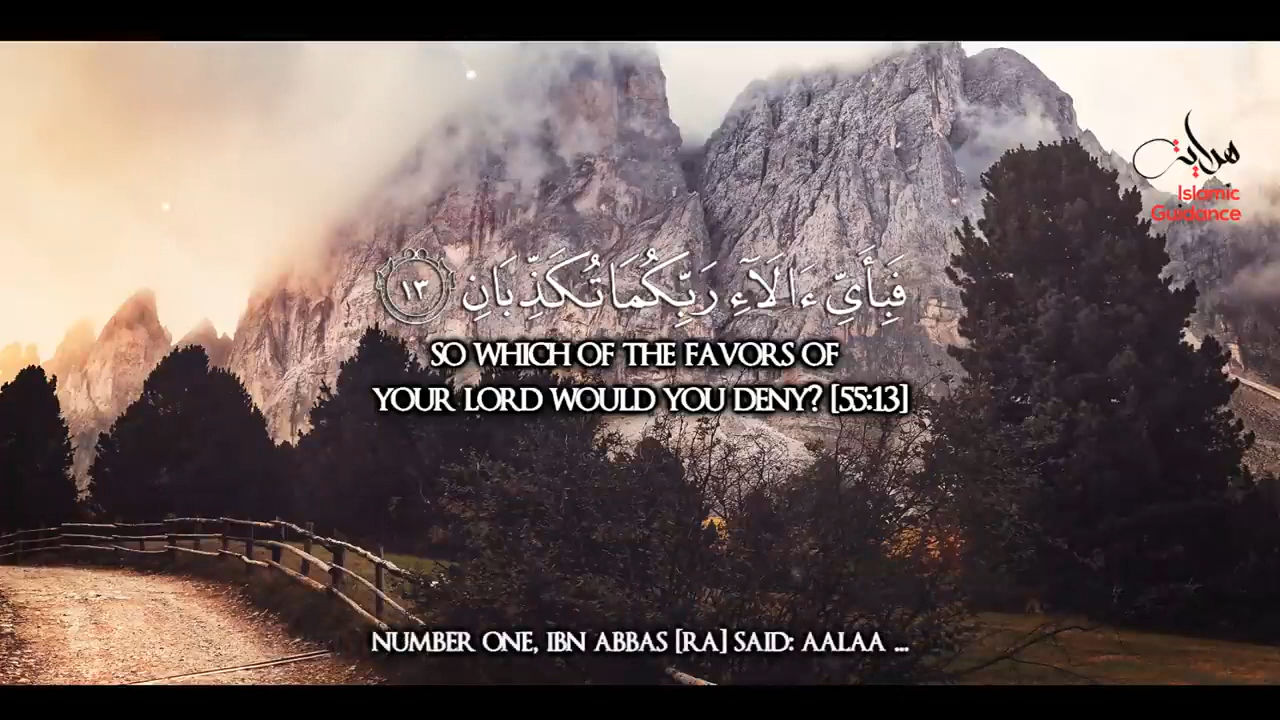 هداية
Islamic
Guidance
فَبِأَيِّ ءَالَآءِ رَبِّكُمَا تُكَذِّبَانِ ١٣
SO WHICH OF THE FAVORS OF
YOUR LORD WOULD YOU DENY? [55:13]
NUMBER ONE, IBN ABBAS [RA] SAID: AALAA ...